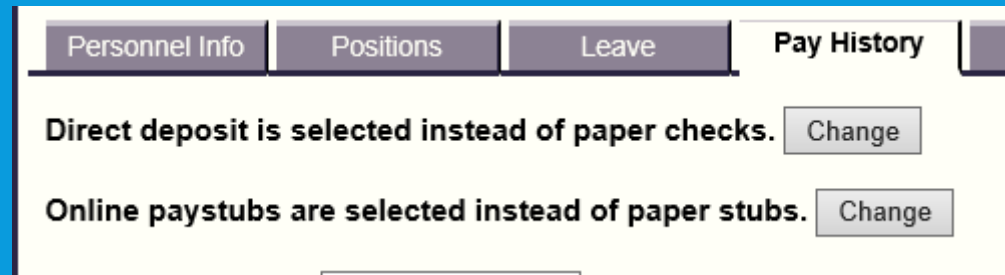 Personnel Info Positions Leave Pay History
Direct deposit is selected instead of paper checks. Change
Online paystubs are selected instead of paper stubs. Change